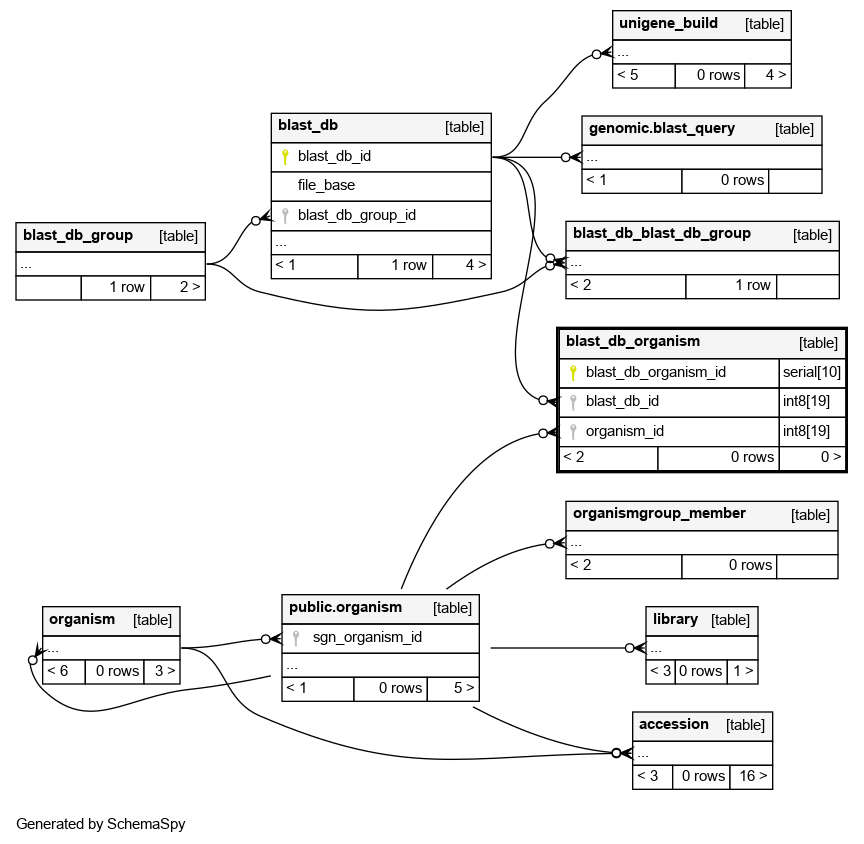 unigene_build [table]
...
< 5 0 rows 4 >
blast_db [table]
blast_db_id
file_base
blast_db_group_id
...
< 1 1 row 4 >
genomic.blast_query [table]
...
< 1 0 rows
blast_db_group [table]
...
1 row 2 >
blast_db_blast_db_group [table]
...
< 2 1 row
blast_db_organism [table]
blast_db_organism_id serial[10]
blast_db_id int8[19]
organism_id int8[19]
< 2 0 rows 0 >
organismgroup_member [table]
...
< 2 0 rows
organism [table]
...
< 6 0 rows 3 >
public.organism [table]
sgn_organism_id
...
< 1 0 rows 5 >
library [table]
...
< 3 0 rows 1 >
accession [table]
...
< 3 0 rows 16 >
Generated by SchemaSpy